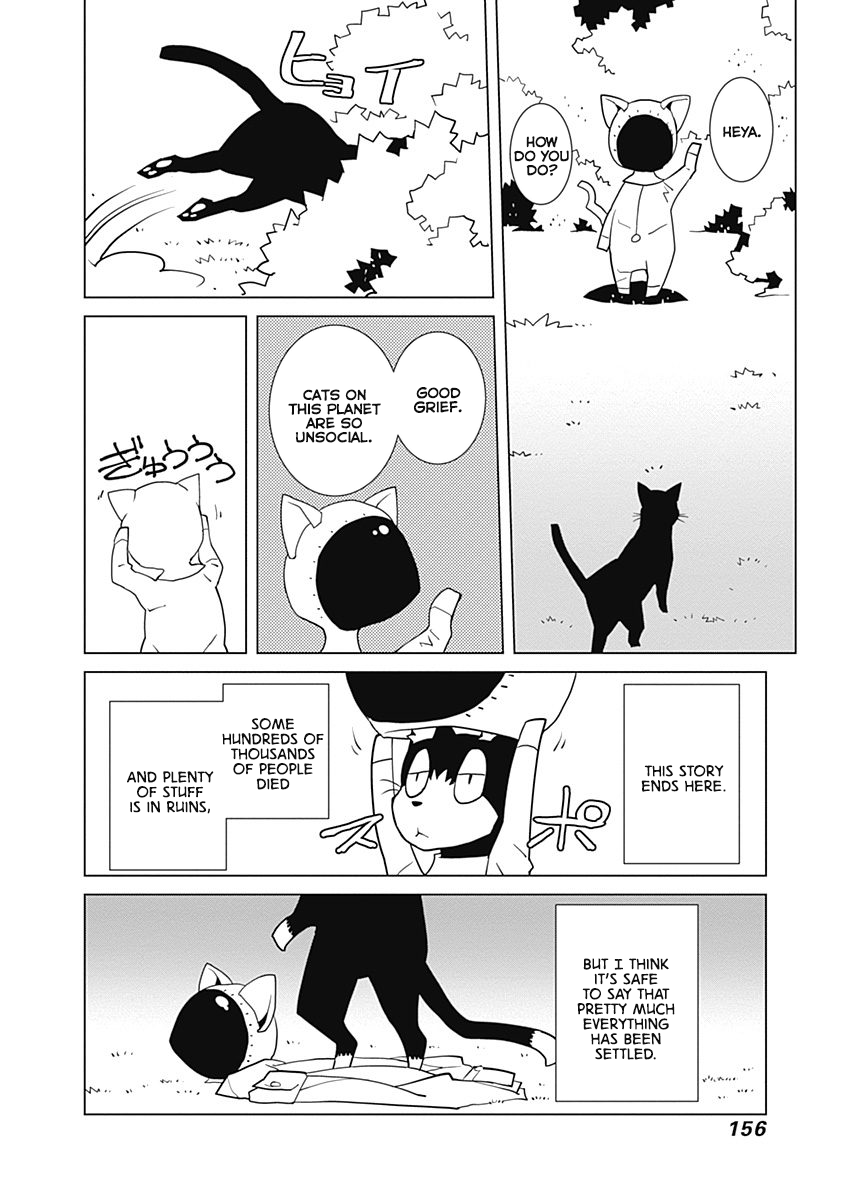 HEYA.
HOW
DO YOU
DO?
ヒョイ
GOOD
GRIEF.
CATS ON
THIS PLANET
ARE SO
UNSOCIAL.
ぎゅううう
THIS STORY
ENDS HERE.
スポ
SOME
HUNDREDS OF
THOUSANDS
OF PEOPLE
DIED
AND PLENTY
OF STUFF
IS IN RUINS,
BUT I THINK
IT'S SAFE
TO SAY THAT
PRETTY MUCH
EVERYTHING
HAS BEEN
SETTLED.
156